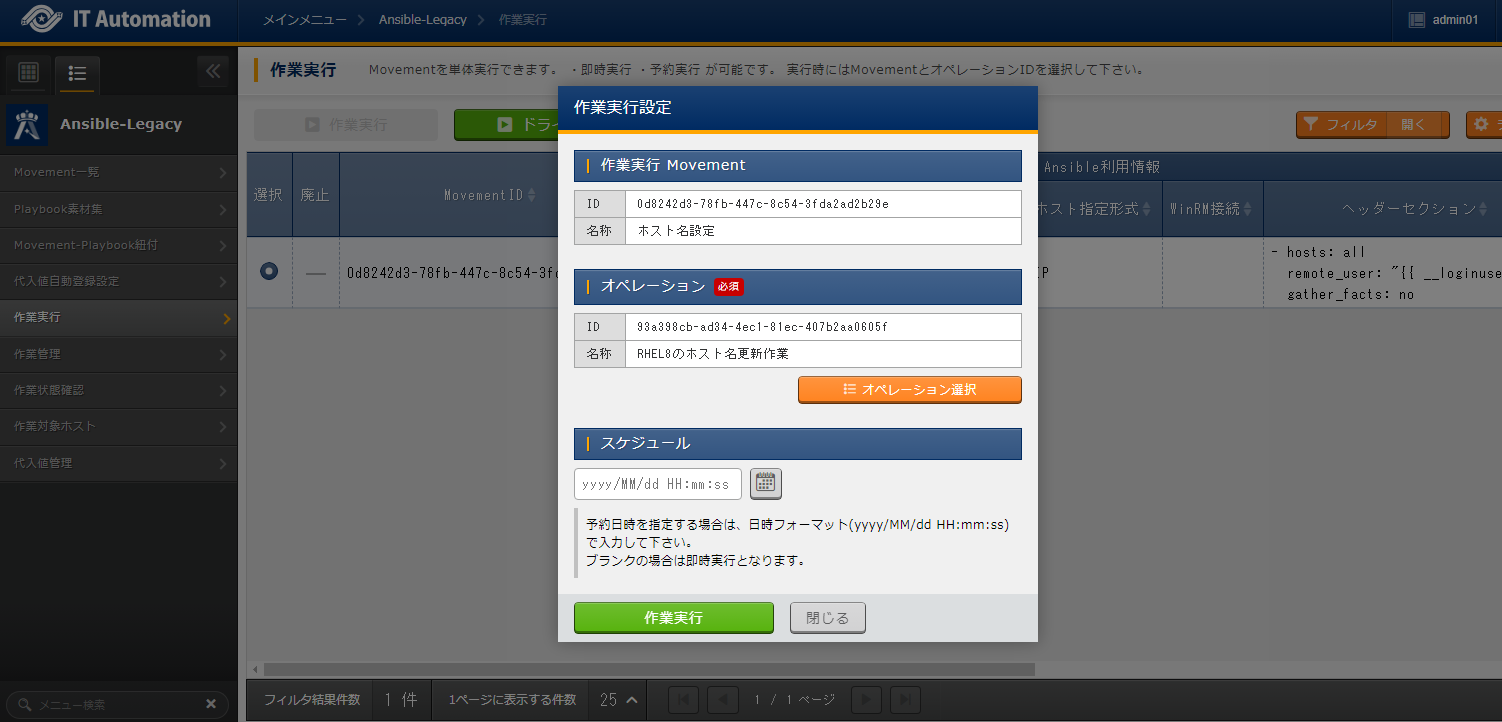 IT Automation
メインメニュー
Ansible-Legacy
作業実行
admin01
作業実行
Movementを単体実行できます。 ・即時実行 ・予約実行 が可能です。 実行時にはMovementとオペレーションIDを選択して下さい。
Ansible-Legacy
Movement一覧
Playbook素材集
Movement-Playbook紐付
代入値自動登録設定
作業実行
作業管理
作業状態確認
作業対象ホスト
代入値管理
メニュー検索
作業実行
ドラ
フィルタ
開く
選択
廃止
MovementID
Ansible利用情報
ホスト指定形式
WinRM接続
ヘッダーセクション
0d8242d3-78fb-447c-8c54-3f
IP
- hosts: all
remote_user: "{{ __loginuse
gather_facts: no
作業実行設定
作業実行 Movement
ID
0d8242d3-78fb-447c-8c54-3fda2ad2b29e
名称
ホスト名設定
オペレーション 必須
ID
93a398cb-ad34-4ec1-81ec-407b2aa0605f
名称
RHEL8のホスト名更新作業
オペレーション選択
スケジュール
yyyy/MM/dd HH:mm:ss
予約日時を指定する場合は、日時フォーマット(yyyy/MM/dd HH:mm:ss)
で入力して下さい。
ブランクの場合は即時実行となります。
作業実行
閉じる
フィルタ結果件数
1 件
1ページに表示する件数
25
1 / 1 ページ